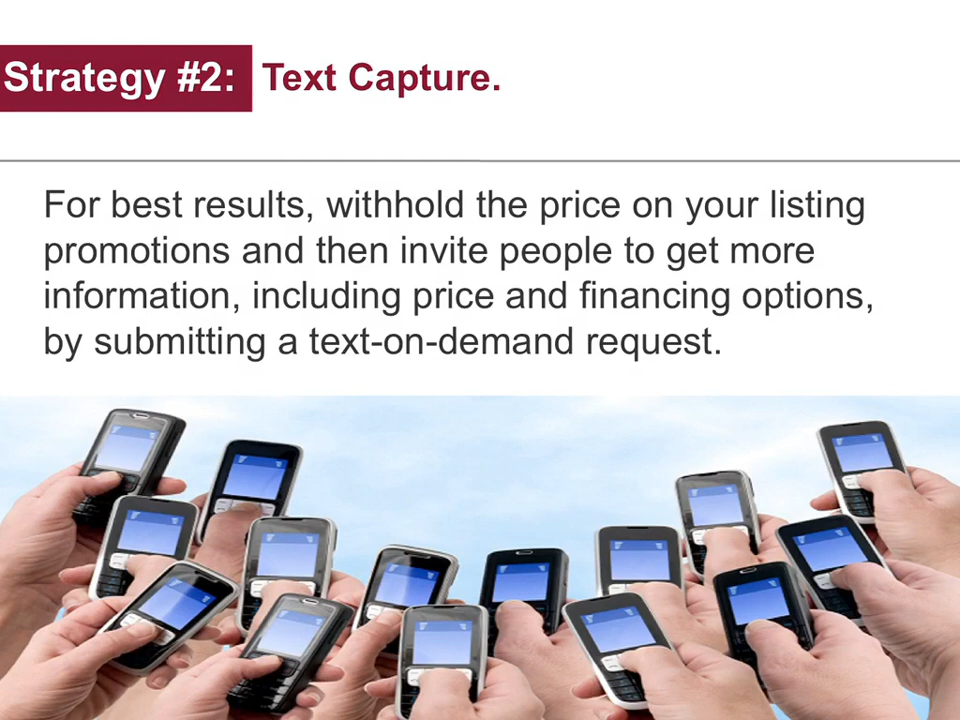 Strategy #2: Text Capture.
For best results, withhold the price on your listing
promotions and then invite people to get more
information, including price and financing options,
by submitting a text-on-demand request.